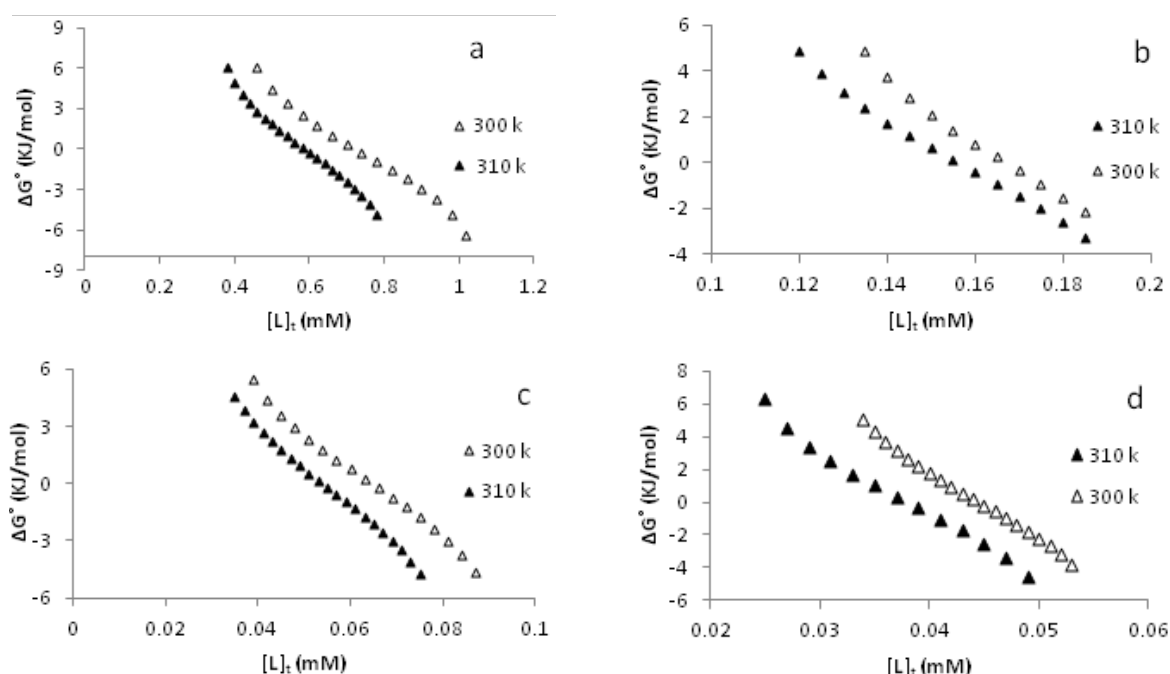 a
9
6
3
0
-3
-6
-9
ΔG° (KJ/mol)
300 k
310 k
0
0.2
0.4
0.6
0.8
1
1.2
[L]t (mM)
b
6
4
2
0
-2
-4
ΔG° (KJ/mol)
310 k
300 k
0.1
0.12
0.14
0.16
0.18
0.2
[L]t (mM)
c
6
3
0
-3
-6
ΔG° (KJ/mol)
300 k
310 k
0
0.02
0.04
0.06
0.08
0.1
[L]t (mM)
d
8
6
4
2
0
-2
-4
-6
ΔG° (KJ/mol)
310 k
300 k
0.02
0.03
0.04
0.05
0.06
[L]t (mM)